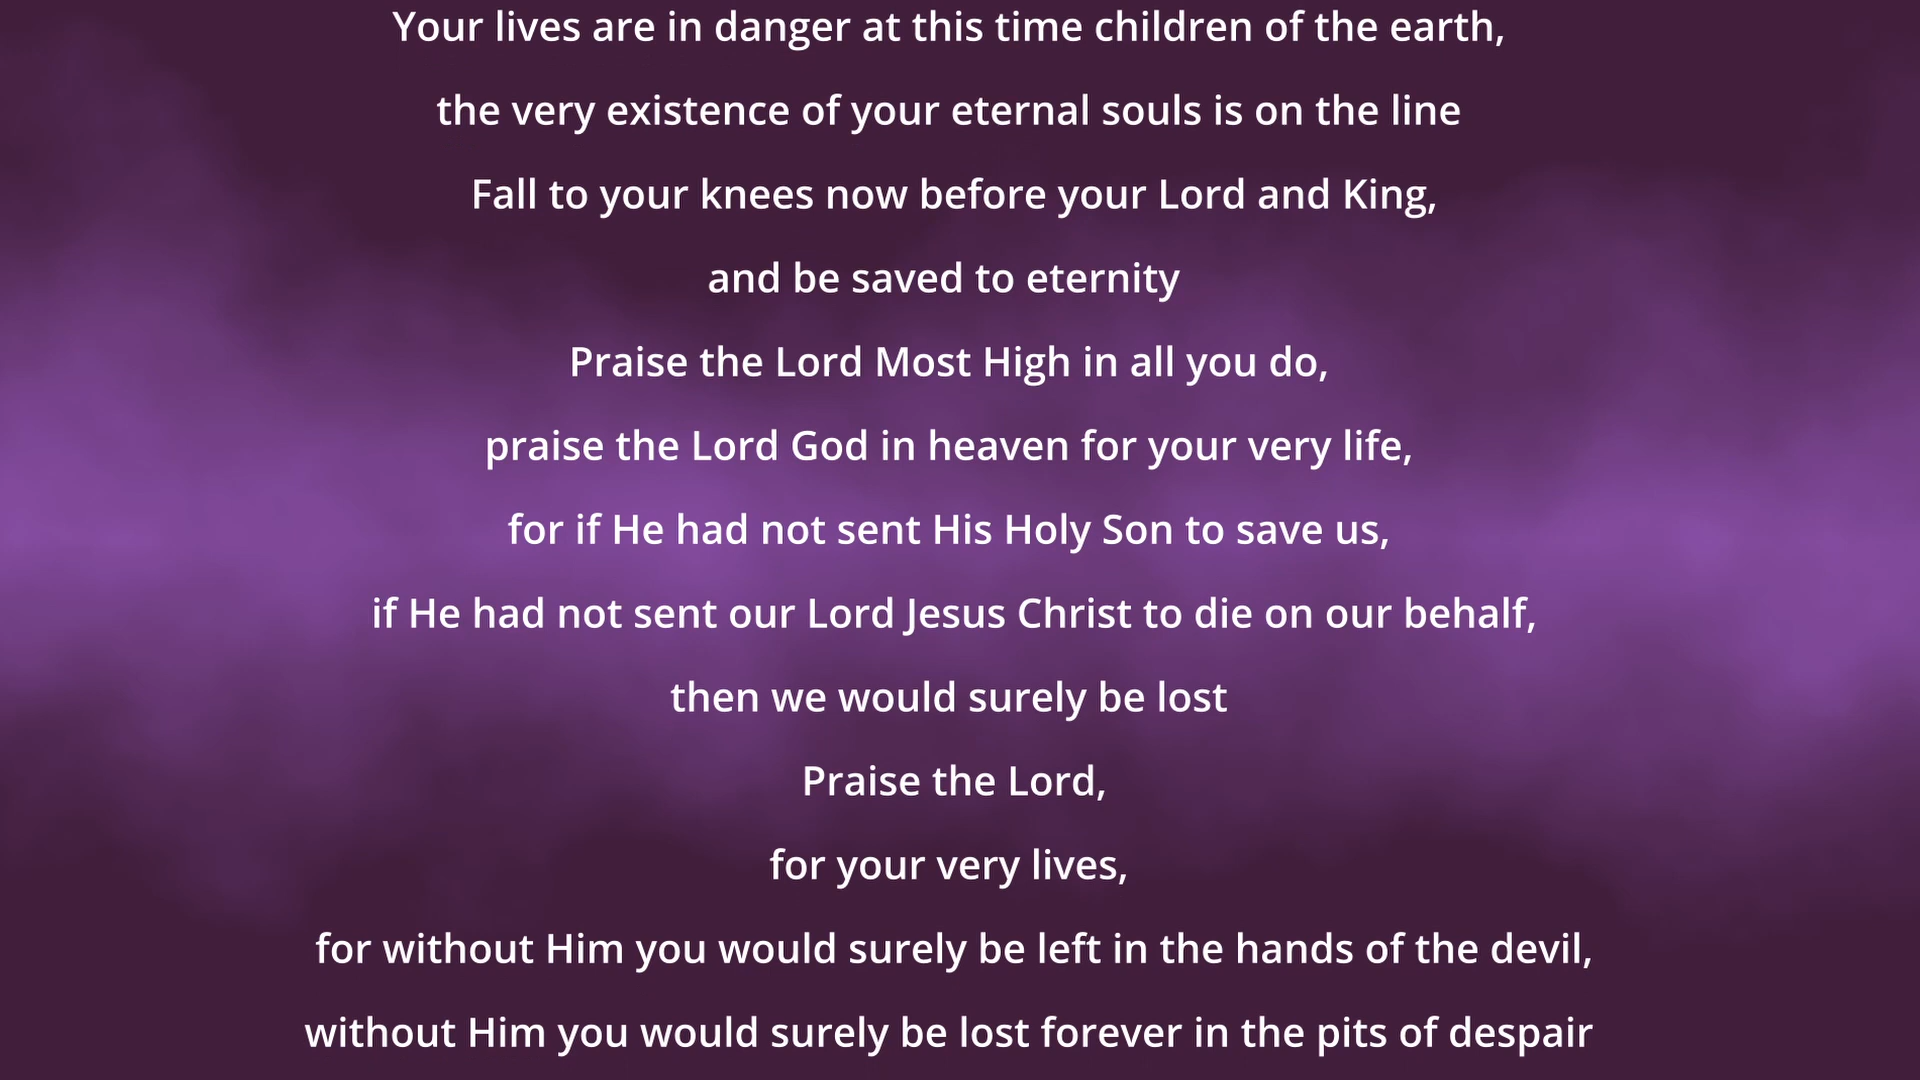 Your lives are in danger at this time children of the earth,
the very existence of your eternal souls is on the line
Fall to your knees now before your Lord and King,
and be saved to eternity
Praise the Lord Most High in all you do,
praise the Lord God in heaven for your very life,
for if He had not sent His Holy Son to save us,
if He had not sent our Lord Jesus Christ to die on our behalf,
then we would surely be lost
Praise the Lord,
for your very lives,
for without Him you would surely be left in the hands of the devil,
without Him you would surely be lost forever in the pits of despair